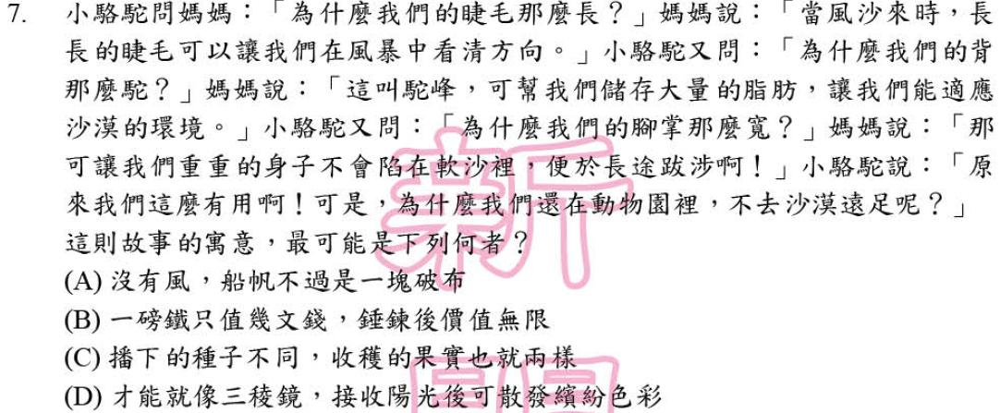 7. 小駱駝問媽媽：「為什麼我們的睫毛那麼長？」媽媽說：「當風沙來時，長
長的睫毛可以讓我們在風暴中看清方向。」小駱駝又問：「為什麼我們的背
那麼駝？」媽媽說：「這叫駝峰，可幫我們儲存大量的脂肪，讓我們能適應
沙漠的環境。」小駱駝又問：「為什麼我們的腳掌那麼寬？」媽媽說：「那
可讓我們重重的身子不會陷在軟沙裡，便於長途跋涉啊！」小駱駝說：「原
來我們這麼有用啊！可是，為什麼我們還在動物園裡，不去沙漠遠足呢？」
這則故事的寓意，最可能是下列何者？
(A) 沒有風，船帆不過是一塊破布
(B) 一磅鐵只值幾文錢，錘鍊後價值無限
(C) 播下的種子不同，收穫的果實也就兩樣
(D) 才能就像三稜鏡，接收陽光後可散發繽紛色彩